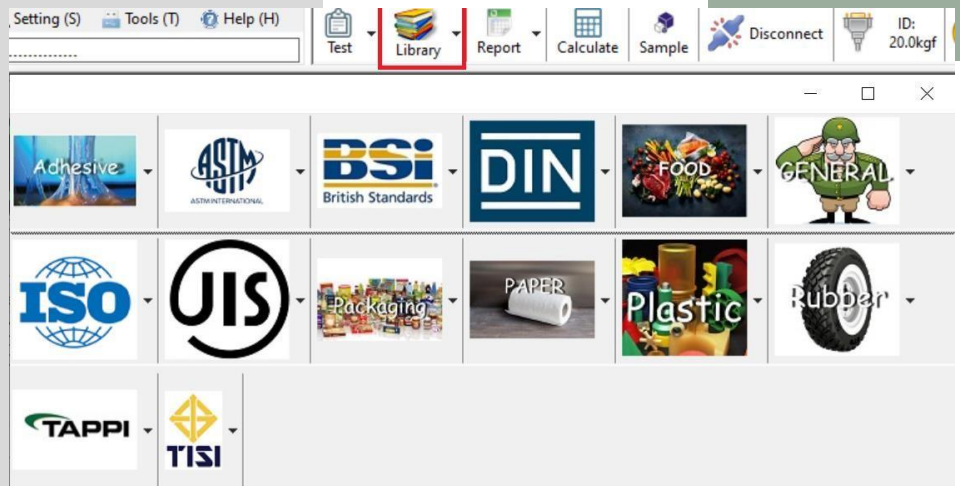 Setting (S) Tools (T) Help (H)
---------------
Test Library Report Calculate Sample Disconnect ID: 20.0kgf
Adhesive ASTM ASTM INTERNATIONAL BSi British Standards DIN FOOD GENERAL
ISO JIS Packaging PAPER Plastic Rubber
TAPPI TISI